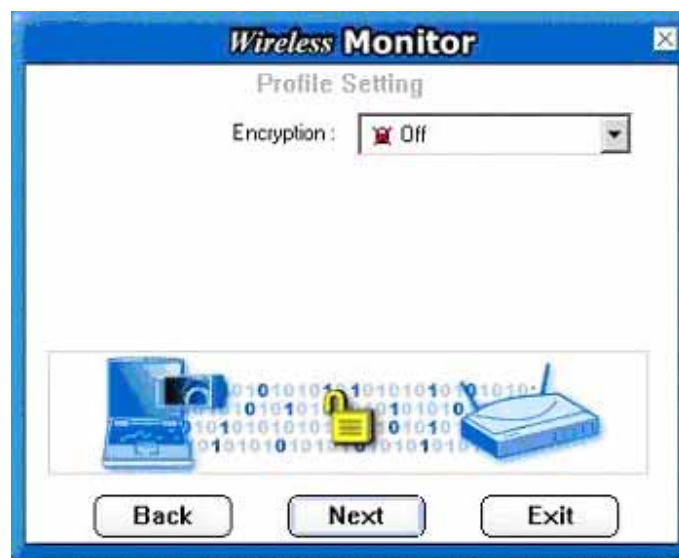 Wireless Monitor
Profile Setting
Encryption : Off
Back Next Exit